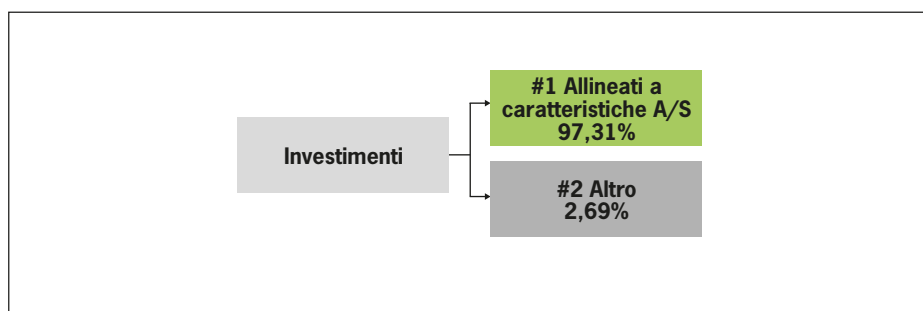 Investimenti
#1 Allineati a
caratteristiche A/S
97,31%
#2 Altro
2,69%